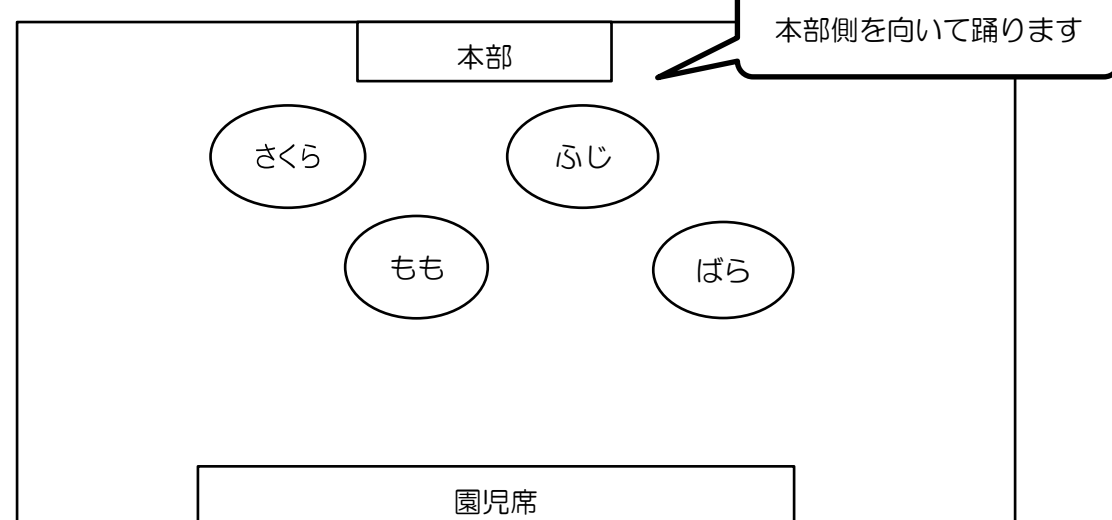 本部側を向いて踊ります
本部
さくら
ふじ
もも
ばら
園児席